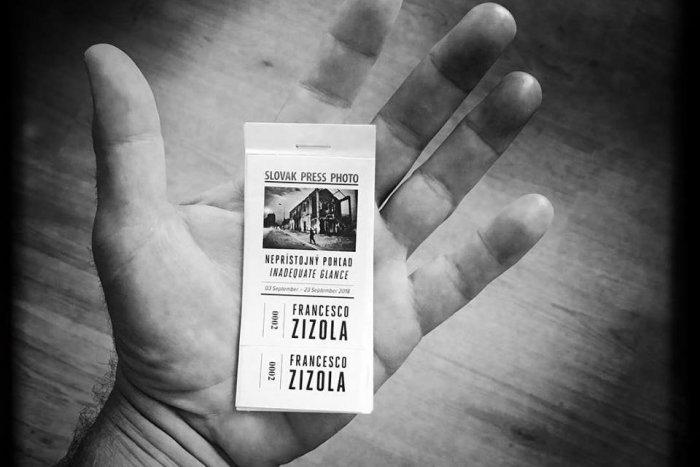 SLOVAK PRESS PHOTO
NEPRÍSTOJNÝ POHĽAD
INADEQUATE GLANCE
03 September - 23 September 2018
0002
FRANCESCO
ZIZOLA
0002
FRANCESCO
ZIZOLA